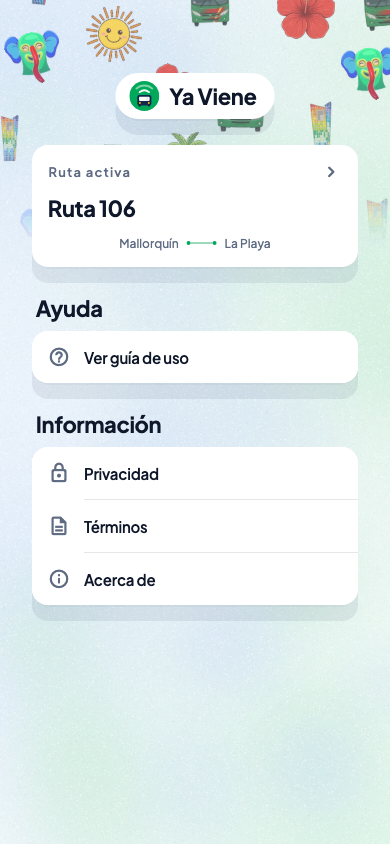 Ya Viene
Ruta activa
Ruta 106
Mallorquín La Playa
Ayuda
Ver guía de uso
Información
Privacidad
Términos
Acerca de